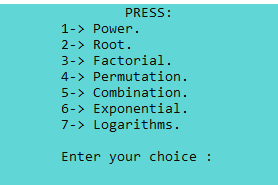 PRESS:
1-> Power.
2-> Root.
3-> Factorial.
4-> Permutation.
5-> Combination.
6-> Exponential.
7-> Logarithms.
Enter your choice :